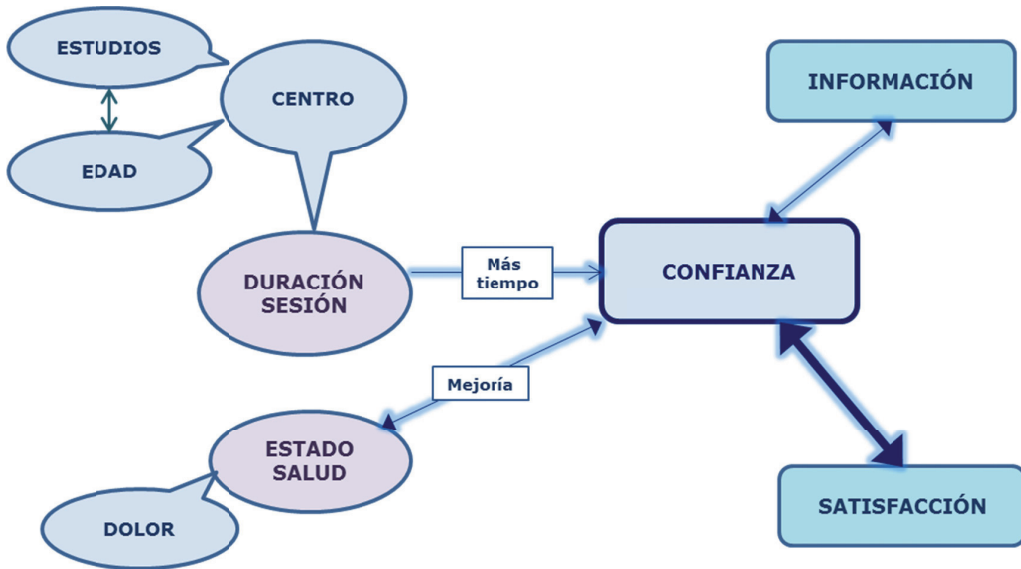 ESTUDIOS
CENTRO
EDAD
INFORMACIÓN
DURACIÓN
SESIÓN
Más
tiempo
CONFIANZA
Mejoría
ESTADO
SALUD
DOLOR
SATISFACCIÓN